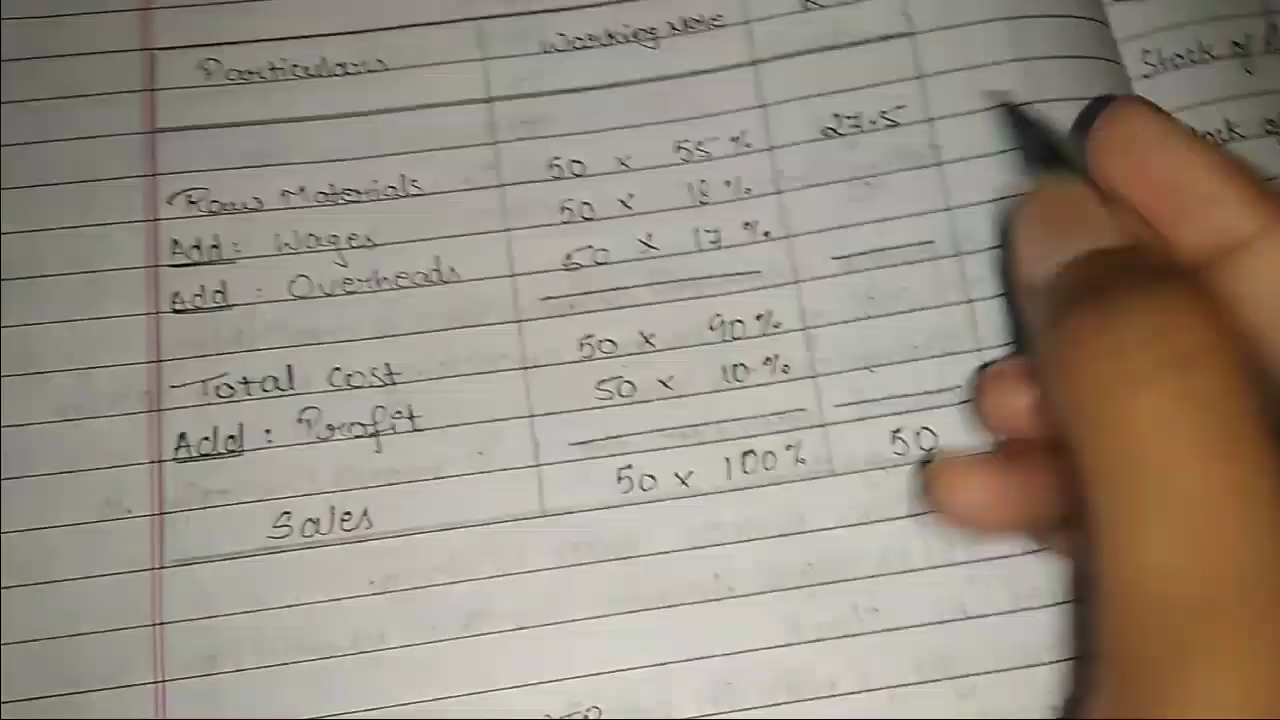 Particulars Working Note
Raw Materials 50 x 55 % 27.5
Add : Wages 50 x 18 %
Add : Overheads 50 x 17 %
Total Cost 50 x 90 %
Add : Profit 50 x 10 %
Sales 50 x 100 % 50
Stock of